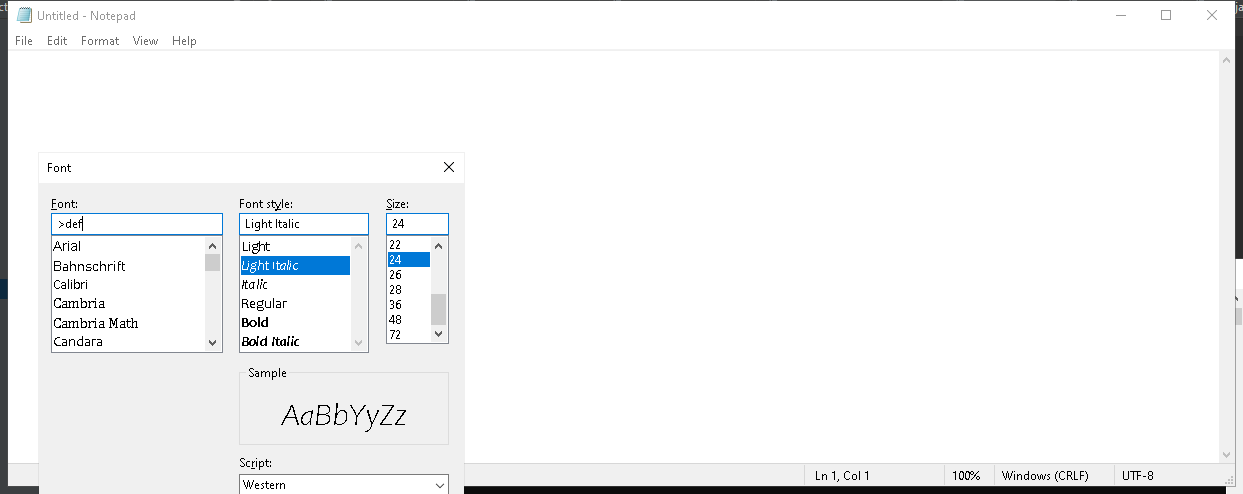 Untitled - Notepad
File Edit Format View Help
Font
Font: Font style: Size:
>def Light Italic 24
Arial Light 22
Bahnschrift Light Italic 24
Calibri Italic 26
Cambria Regular 28
Cambria Math Bold 36
Candara Bold Italic 48
72
Sample
AaBbYyZz
Script:
Western
Ln 1, Col 1 100% Windows (CRLF) UTF-8